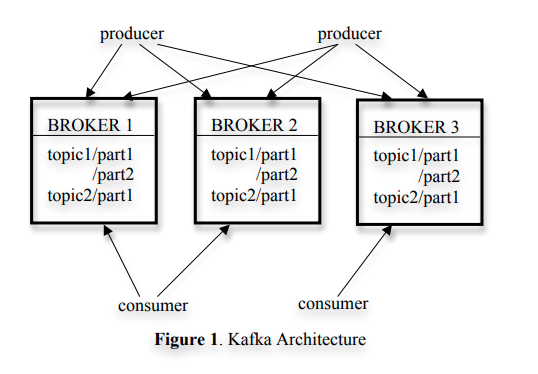 producer producer
BROKER 1
topic1/part1
/part2
topic2/part1
BROKER 2
topic1/part1
/part2
topic2/part1
BROKER 3
topic1/part1
/part2
topic2/part1
consumer consumer
Figure 1. Kafka Architecture